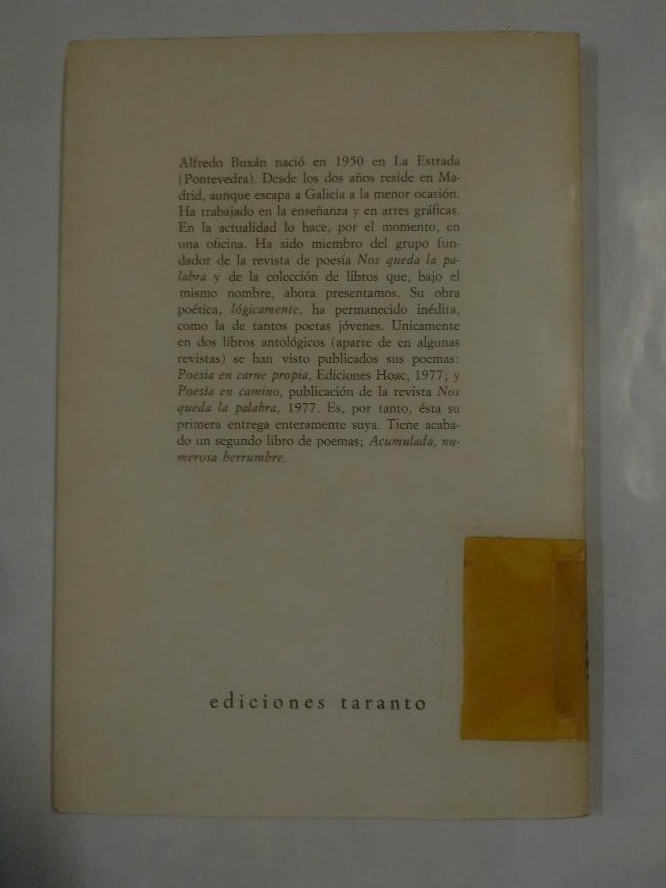 Alfredo Buxán nació en 1950 en La Estrada
(Pontevedra). Desde los dos años reside en Ma-
drid, aunque escapa a Galicia a la menor ocasión.
Ha trabajado en la enseñanza y en artes gráficas.
En la actualidad lo hace, por el momento, en
una oficina. Ha sido miembro del grupo fun-
dador de la revista de poesía Nos queda la pa-
labra y de la colección de libros que, bajo el
mismo nombre, ahora presentamos. Su obra
poética, lógicamente, ha permanecido inédita,
como la de tantos poetas jóvenes. Unicamente
en dos libros antológicos (aparte de en algunas
revistas) se han visto publicados sus poemas:
Poesía en carne propia, Ediciones Hoac, 1977; y
Poesía en camino, publicación de la revista Nos
queda la palabra, 1977. Es, por tanto, ésta su
primera entrega enteramente suya. Tiene acaba-
do un segundo libro de poemas; Acumulada, nu-
merosa herrumbre.
ediciones taranto